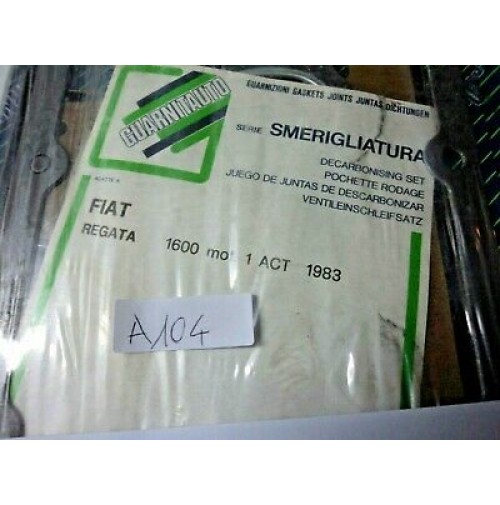 GUARNITAUTO
GUARNIZIONI GASKETS JOINTS JUNTAS DICHTUNGEN
SERIE SMERIGLIATURA
DECARBONISING SET
POCHETTE RODAGE
JUEGO DE JUNTAS DE DESCARBONIZAR
VENTILEINSCHLEIFSATZ
FIAT
REGATA 1600 mot 1 ACT 1983
A104